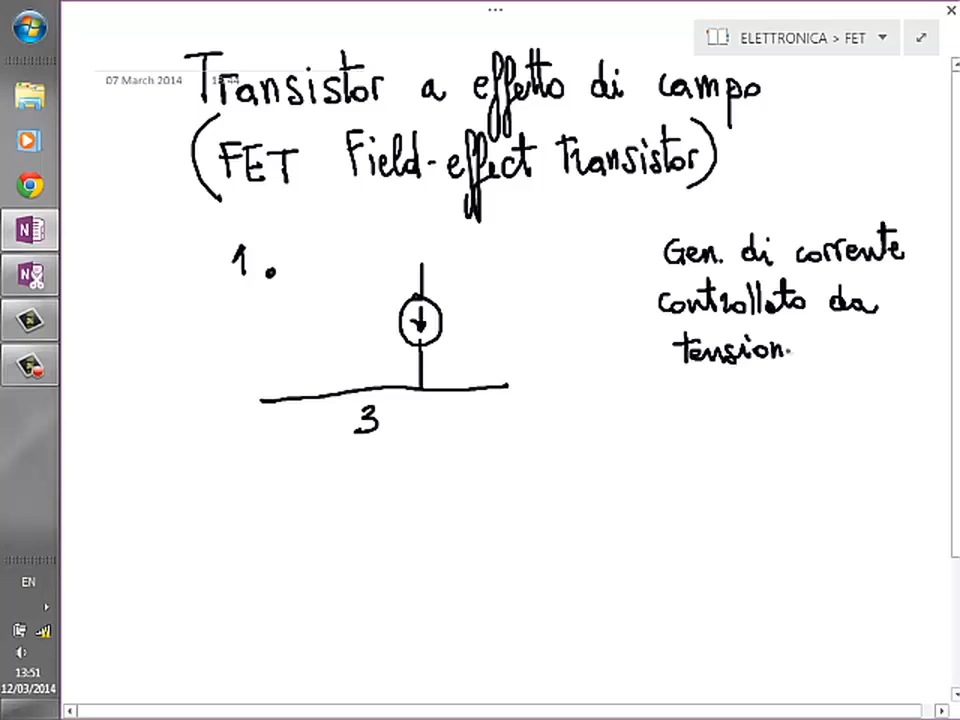 ELETTRONICA > FET
07 March 2014
Transistor a effetto di campo
(FET Field-effect Transistor)
1.
Gen. di corrente
controllato da
tension
3
EN
13:51
12/03/2014